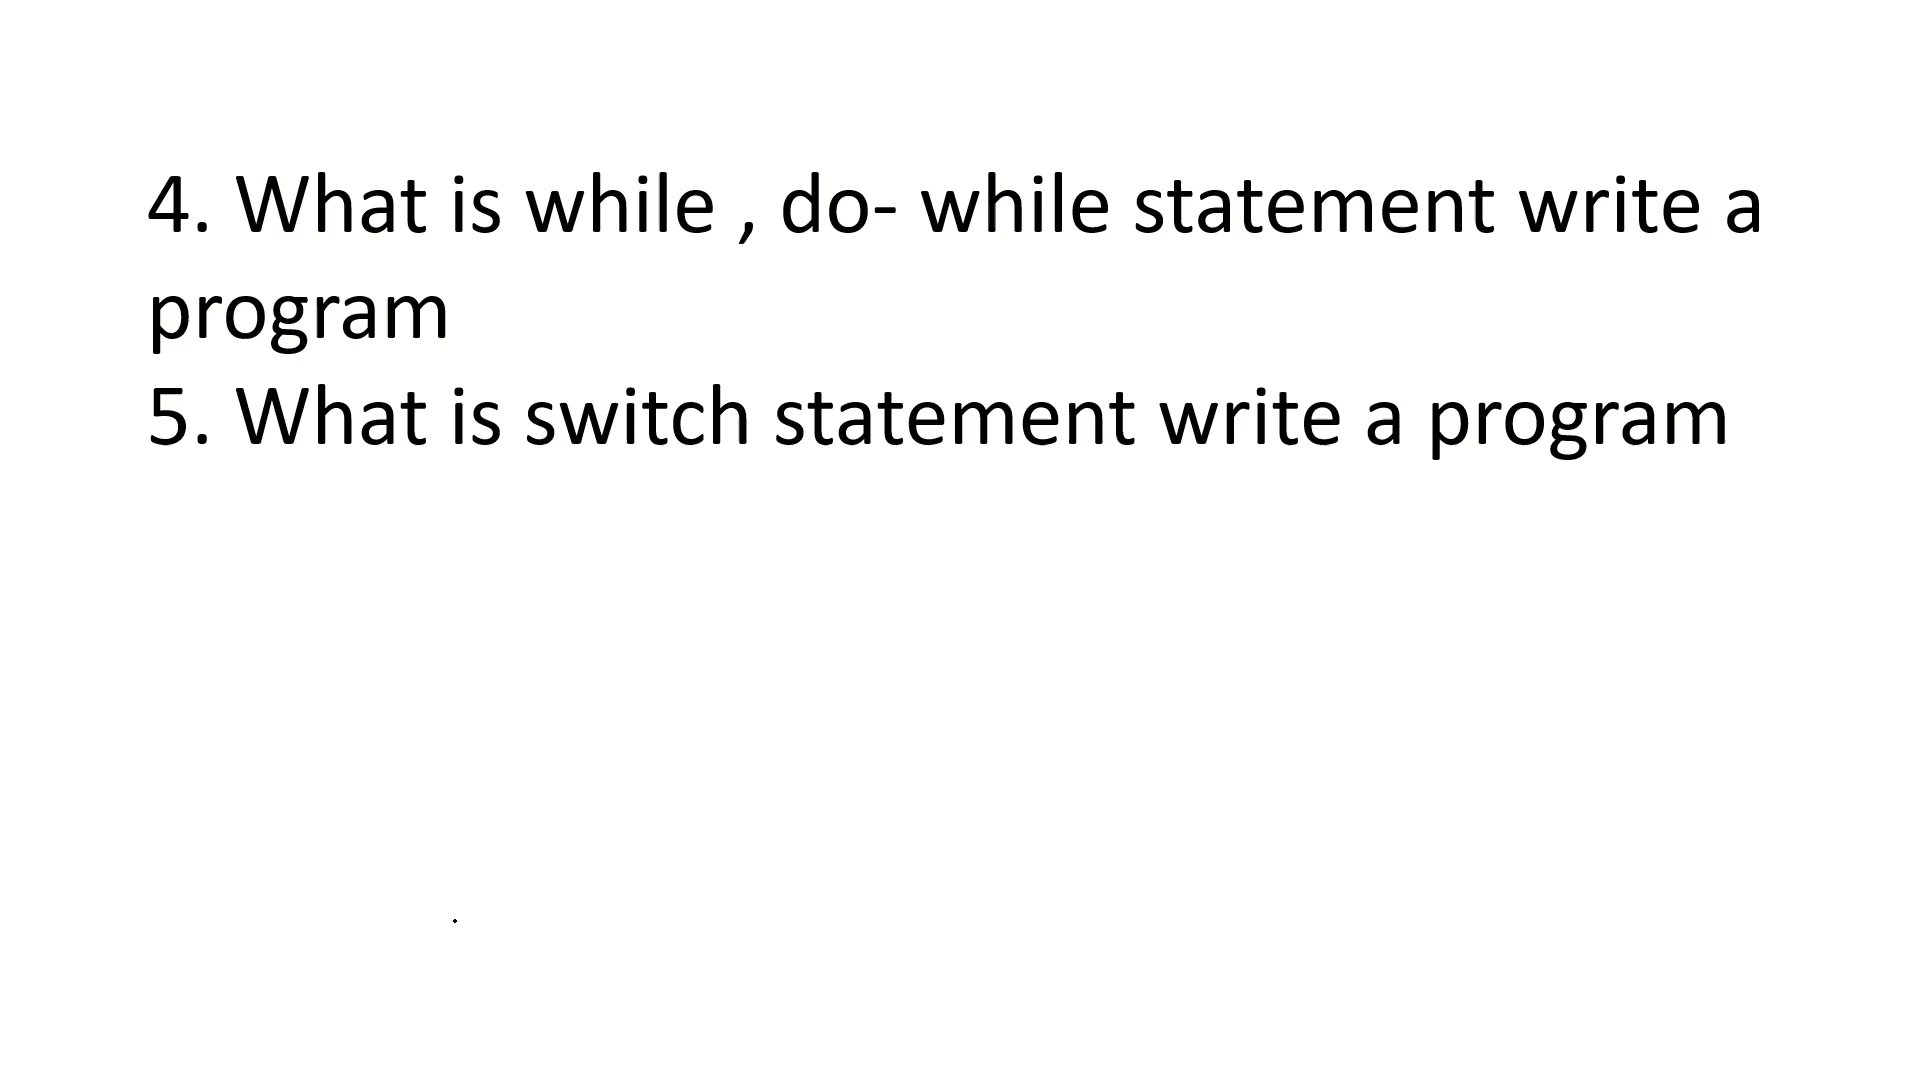 4. What is while , do- while statement write a
program
5. What is switch statement write a program